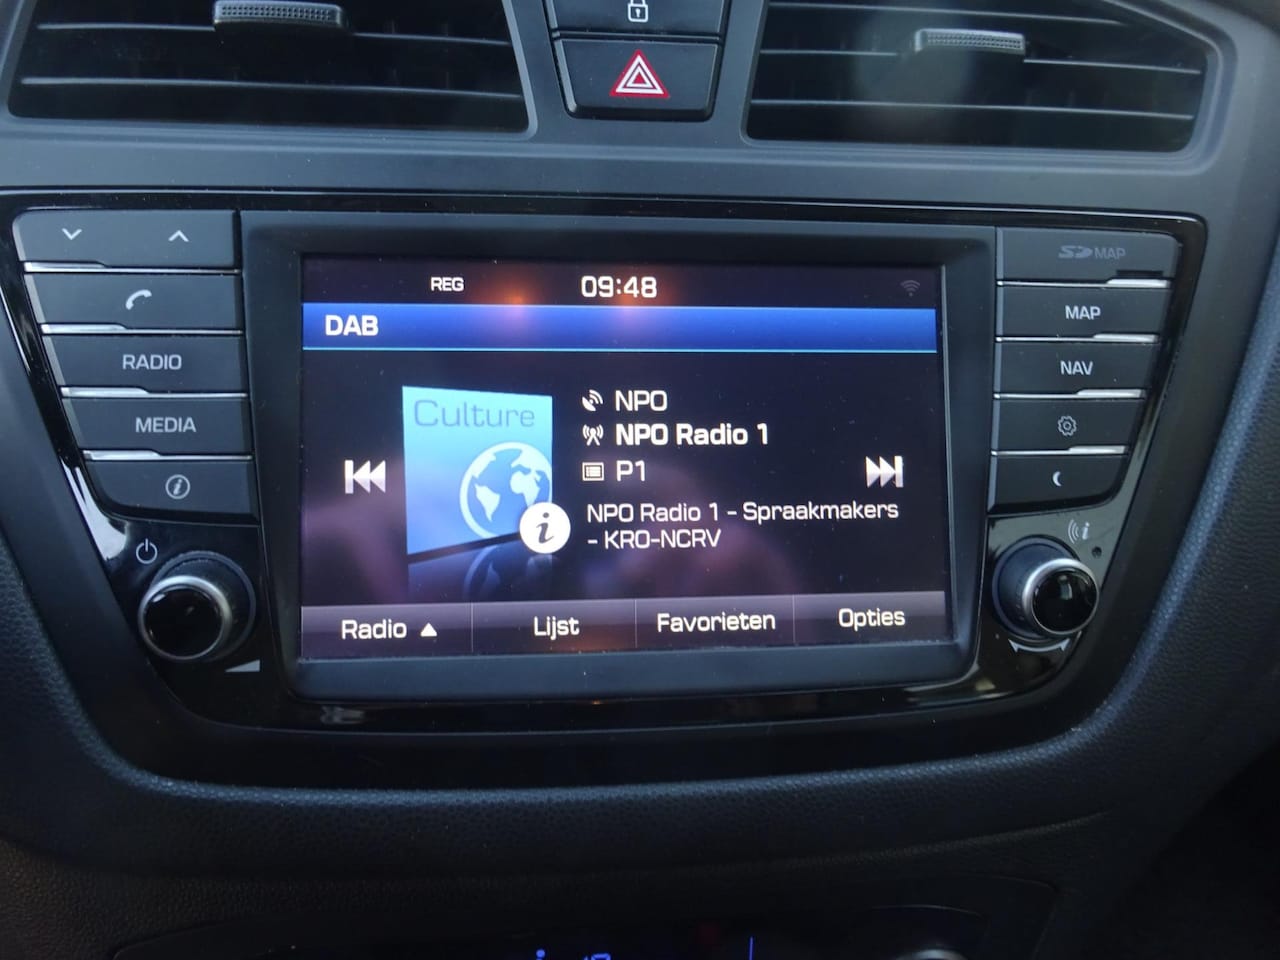 REG
09:48
SD MAP
DAB
MAP
RADIO
NAV
MEDIA
Culture
NPO
NPO Radio 1
P1
NPO Radio 1 - Spraakmakers
- KRO-NCRV
Radio
Lijst
Favorieten
Opties